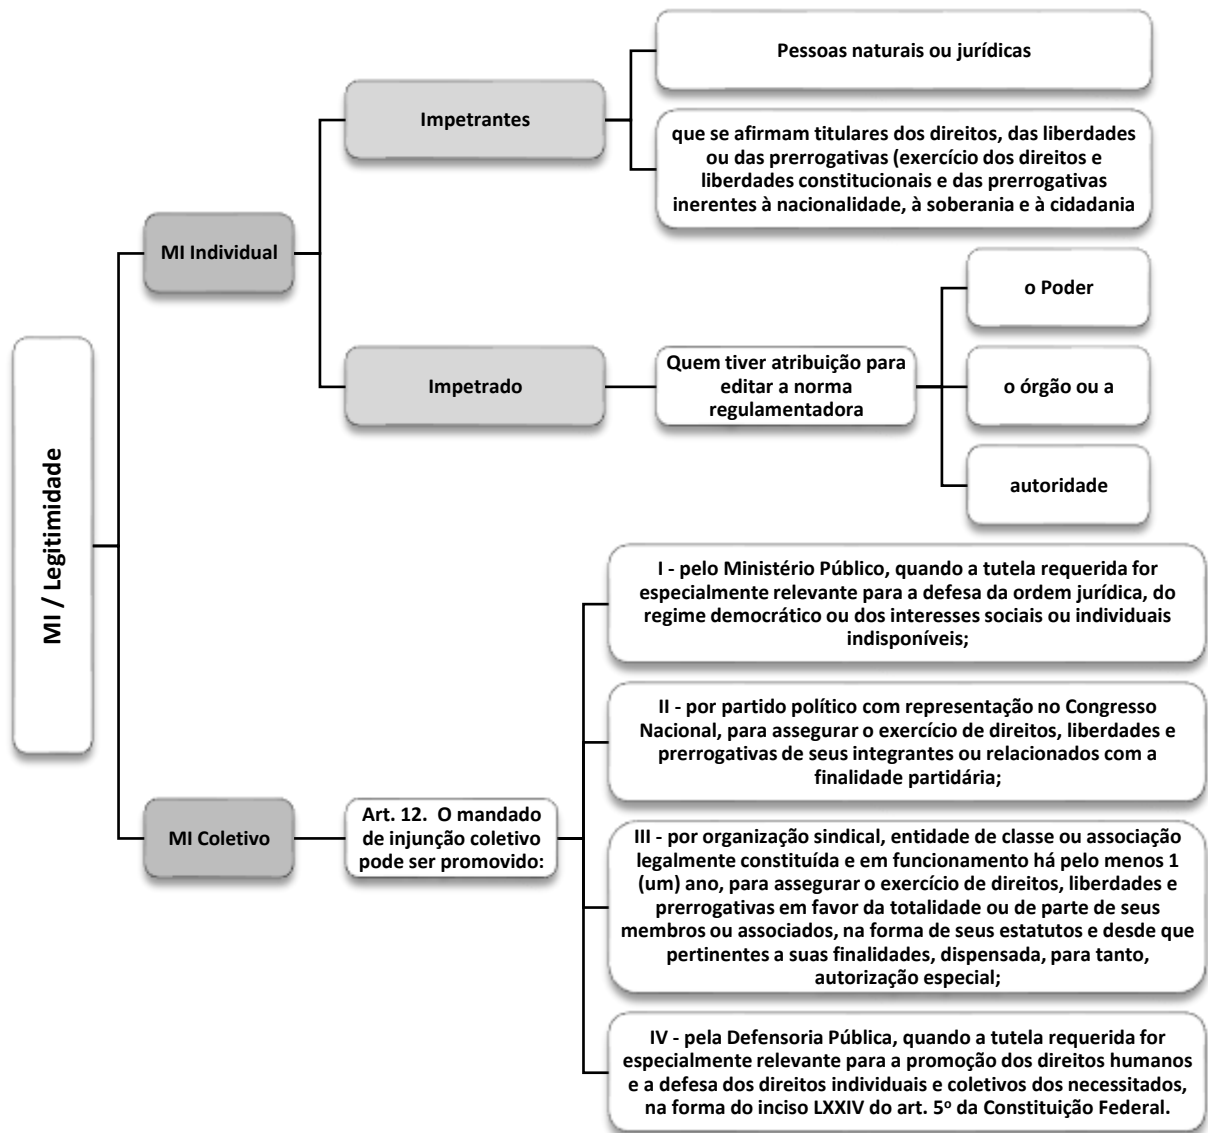 MI / Legitimidade
MI Individual
Impetrantes
Pessoas naturais ou jurídicas
que se afirmam titulares dos direitos, das liberdades
ou das prerrogativas (exercício dos direitos e
liberdades constitucionais e das prerrogativas
inerentes à nacionalidade, à soberania e à cidadania
Impetrado
Quem tiver atribuição para
editar a norma
regulamentadora
o Poder
o órgão ou a
autoridade
MI Coletivo
Art. 12. O mandado
de injunção coletivo
pode ser promovido:
I - pelo Ministério Público, quando a tutela requerida for
especialmente relevante para a defesa da ordem jurídica, do
regime democrático ou dos interesses sociais ou individuais
indisponíveis;
II - por partido político com representação no Congresso
Nacional, para assegurar o exercício de direitos, liberdades e
prerrogativas de seus integrantes ou relacionados com a
finalidade partidária;
III - por organização sindical, entidade de classe ou associação
legalmente constituída e em funcionamento há pelo menos 1
(um) ano, para assegurar o exercício de direitos, liberdades e
prerrogativas em favor da totalidade ou de parte de seus
membros ou associados, na forma de seus estatutos e desde que
pertinentes a suas finalidades, dispensada, para tanto,
autorização especial;
IV - pela Defensoria Pública, quando a tutela requerida for
especialmente relevante para a promoção dos direitos humanos
e a defesa dos direitos individuais e coletivos dos necessitados,
na forma do inciso LXXIV do art. 5º da Constituição Federal.